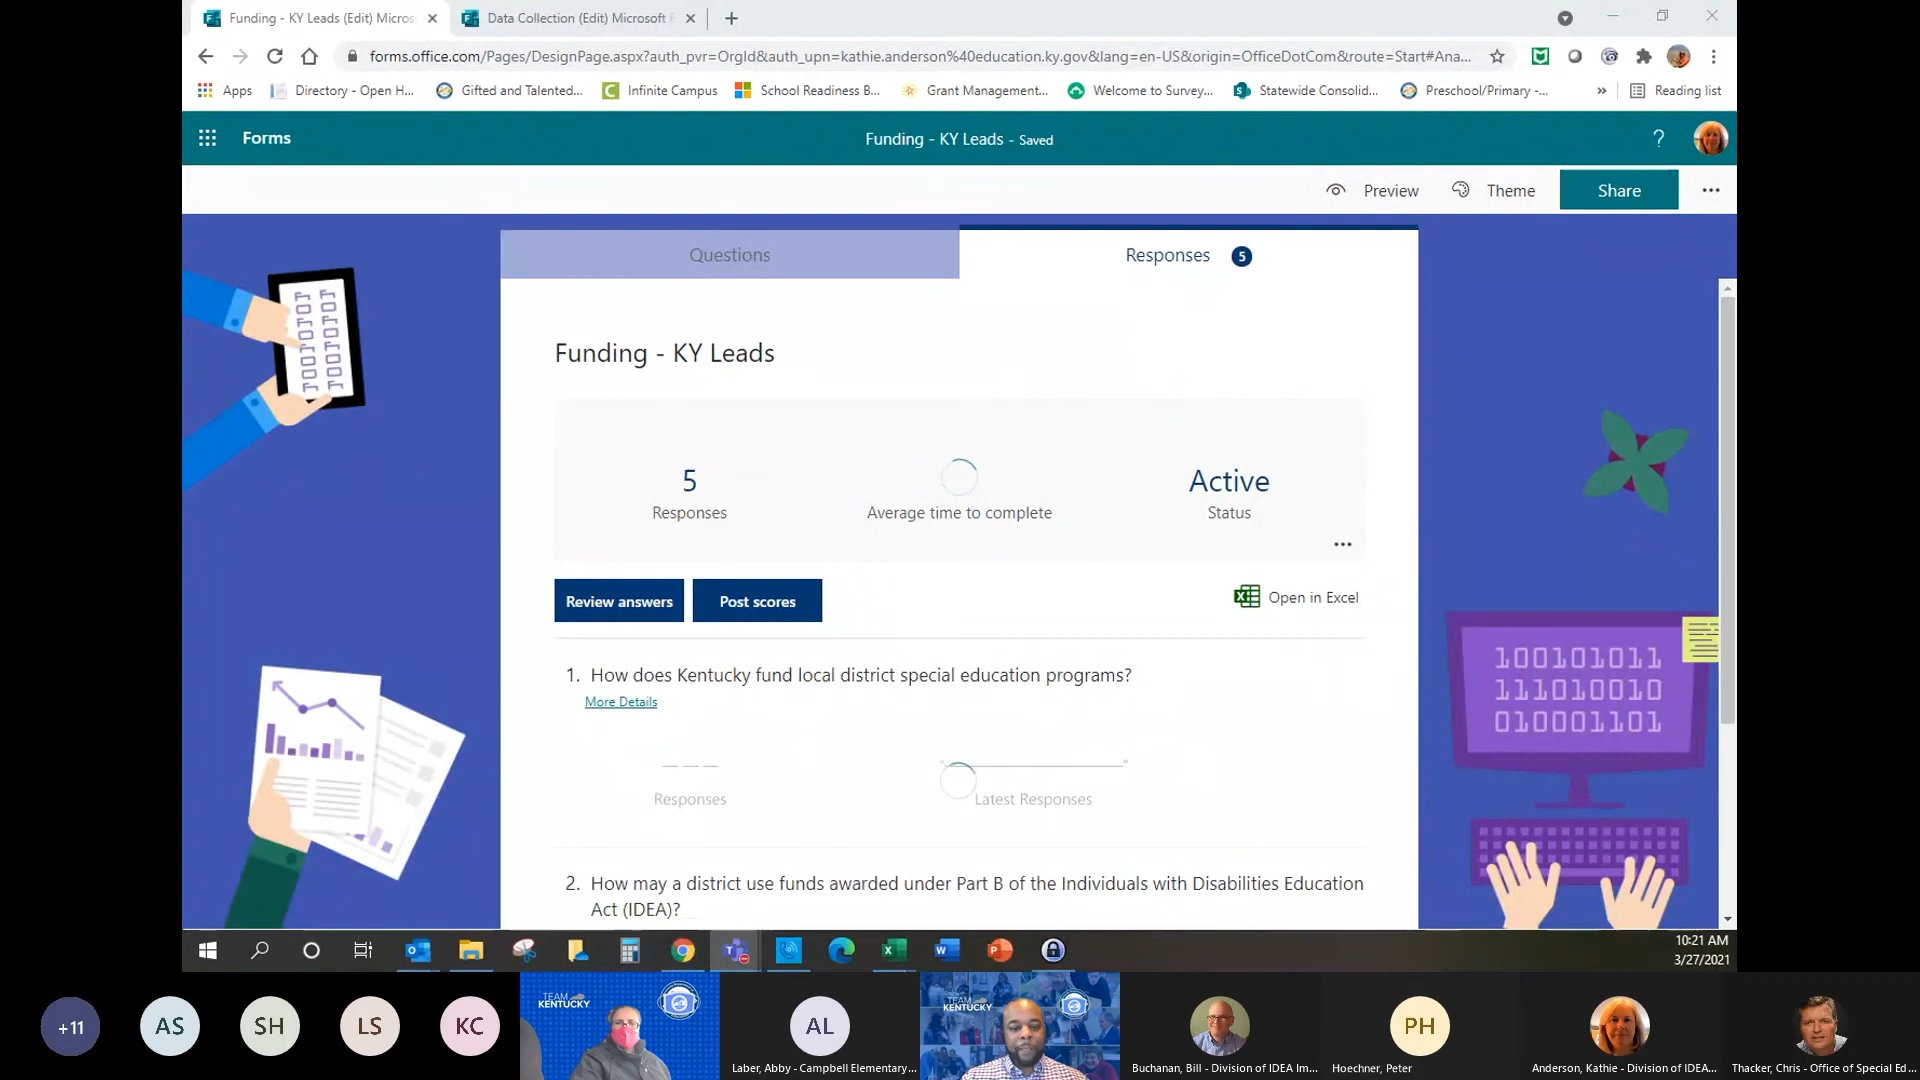 Funding - KY Leads (Edit) Micros
Data Collection (Edit) Microsoft F
forms.office.com/Pages/DesignPage.aspx?auth_pvr=OrgId&auth_upn=kathie.anderson%40education.ky.gov&lang=en-US&origin=OfficeDotCom&route=Start#Ana...
Apps
Directory - Open H...
Gifted and Talented...
Infinite Campus
School Readiness B...
Grant Management...
Welcome to Survey...
Statewide Consolid...
Preschool/Primary -...
»
Reading list
Forms
Funding - KY Leads - Saved
?
Preview
Theme
Share
Questions
Responses 5
Funding - KY Leads
5
Responses
Average time to complete
Active
Status
Review answers
Post scores
Open in Excel
1. How does Kentucky fund local district special education programs?
More Details
Responses
Latest Responses
2. How may a district use funds awarded under Part B of the Individuals with Disabilities Education
Act (IDEA)?
100101011
111010010
010001101
10:21 AM
3/27/2021
+11
AS
SH
LS
KC
TEAM
KENTUCKY
AL
Laber, Abby - Campbell Elementary...
TEAM
KENTUCKY
Buchanan, Bill - Division of IDEA Im...
PH
Hoechner, Peter
Anderson, Kathie - Division of IDEA...
Thacker, Chris - Office of Special Ed ...